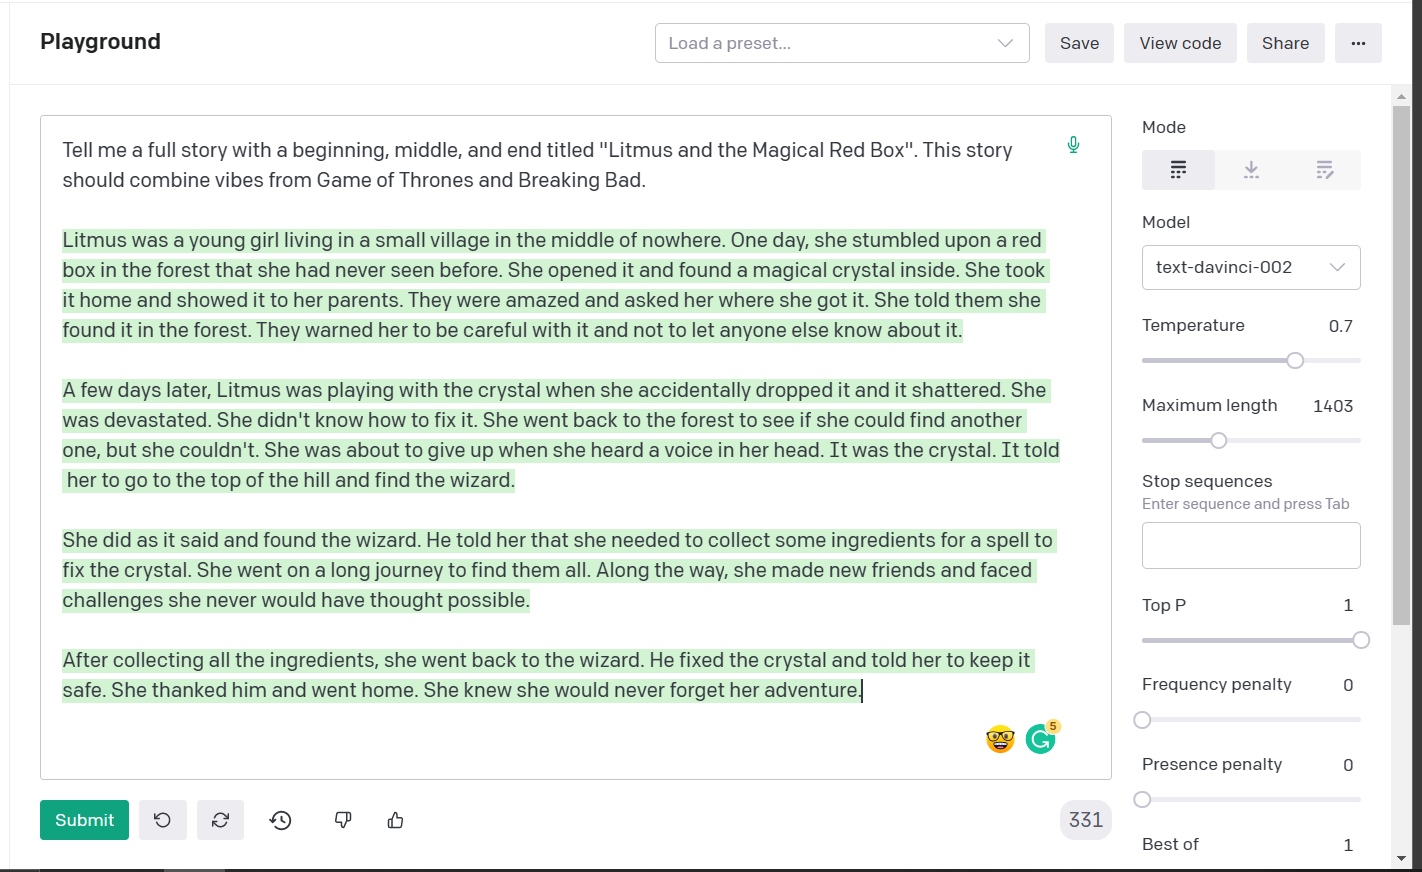 Playground
Load a preset...
Save
View code
Share
...
Tell me a full story with a beginning, middle, and end titled "Litmus and the Magical Red Box". This story
should combine vibes from Game of Thrones and Breaking Bad.
Litmus was a young girl living in a small village in the middle of nowhere. One day, she stumbled upon a red
box in the forest that she had never seen before. She opened it and found a magical crystal inside. She took
it home and showed it to her parents. They were amazed and asked her where she got it. She told them she
found it in the forest. They warned her to be careful with it and not to let anyone else know about it.
A few days later, Litmus was playing with the crystal when she accidentally dropped it and it shattered. She
was devastated. She didn't know how to fix it. She went back to the forest to see if she could find another
one, but she couldn't. She was about to give up when she heard a voice in her head. It was the crystal. It told
her to go to the top of the hill and find the wizard.
She did as it said and found the wizard. He told her that she needed to collect some ingredients for a spell to
fix the crystal. She went on a long journey to find them all. Along the way, she made new friends and faced
challenges she never would have thought possible.
After collecting all the ingredients, she went back to the wizard. He fixed the crystal and told her to keep it
safe. She thanked him and went home. She knew she would never forget her adventure.
5
Submit
331
Mode
Model
text-davinci-002
Temperature 0.7
Maximum length 1403
Stop sequences
Enter sequence and press Tab
Top P 1
Frequency penalty 0
Presence penalty 0
Best of 1